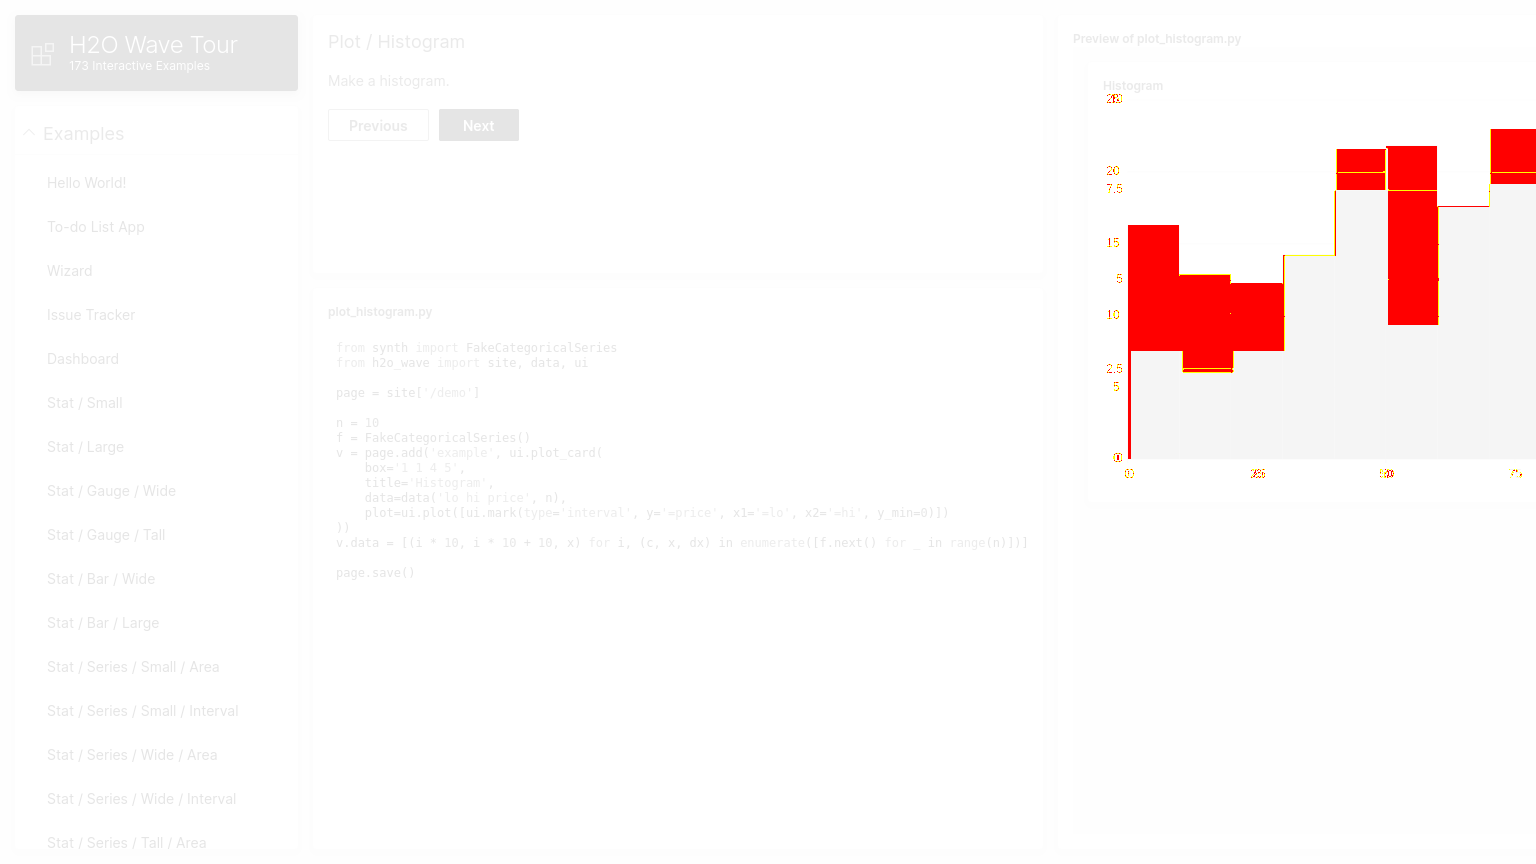 H2O Wave Tour
173 Interactive Examples
Examples
Hello World!
To-do List App
Wizard
Issue Tracker
Dashboard
Stat / Small
Stat / Large
Stat / Gauge / Wide
Stat / Gauge / Tall
Stat / Bar / Wide
Stat / Bar / Large
Stat / Series / Small / Area
Stat / Series / Small / Interval
Stat / Series / Wide / Area
Stat / Series / Wide / Interval
Stat / Series / Tall / Area
Plot / Histogram
Make a histogram.
Previous Next
plot_histogram.py
from synth import FakeCategoricalSeries
from h2o_wave import site, data, ui
page = site['/demo']
n = 10
f = FakeCategoricalSeries()
v = page.add('example', ui.plot_card(
    box='1 1 4 5',
    title='Histogram',
    data=data('lo hi price', n),
    plot=ui.plot([ui.mark(type='interval', y='=price', x1='=lo', x2='=hi', y_min=0)])
))
v.data = [(i * 10, i * 10 + 10, x) for i, (c, x, dx) in enumerate([f.next() for _ in range(n)])]
page.save()
Preview of plot_histogram.py
Histogram
20
7.5
15
5
10
2.5
5
0
0